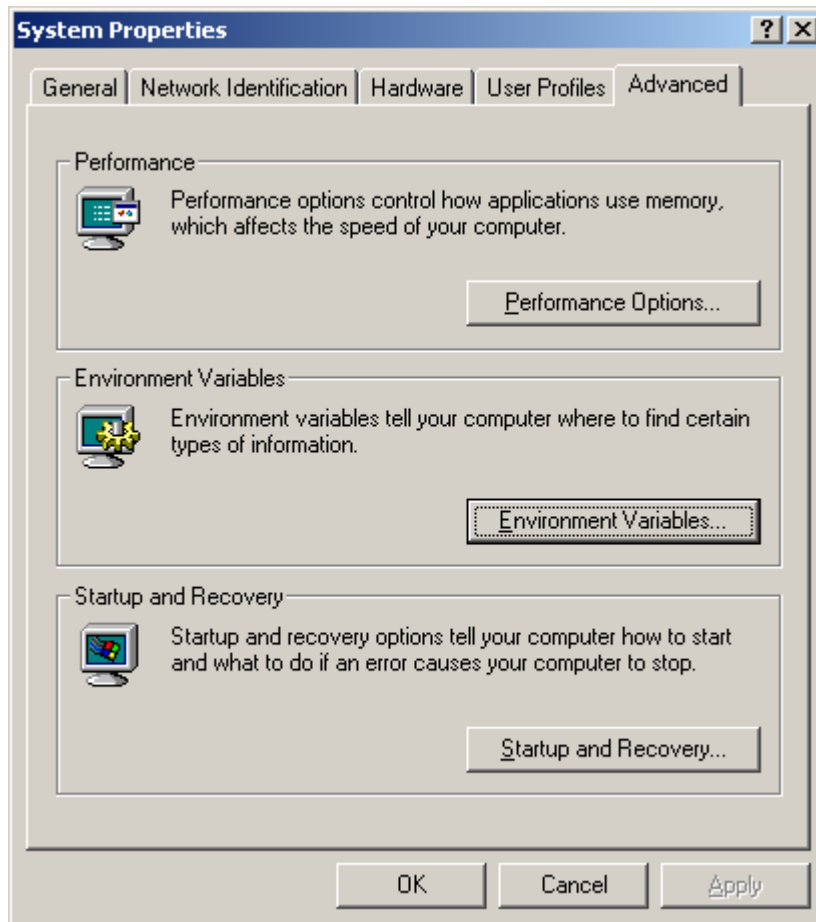 System Properties
General
Network Identification
Hardware
User Profiles
Advanced
Performance
Performance options control how applications use memory,
which affects the speed of your computer.
Performance Options...
Environment Variables
Environment variables tell your computer where to find certain
types of information.
Environment Variables...
Startup and Recovery
Startup and recovery options tell your computer how to start
and what to do if an error causes your computer to stop.
Startup and Recovery...
OK
Cancel
Apply